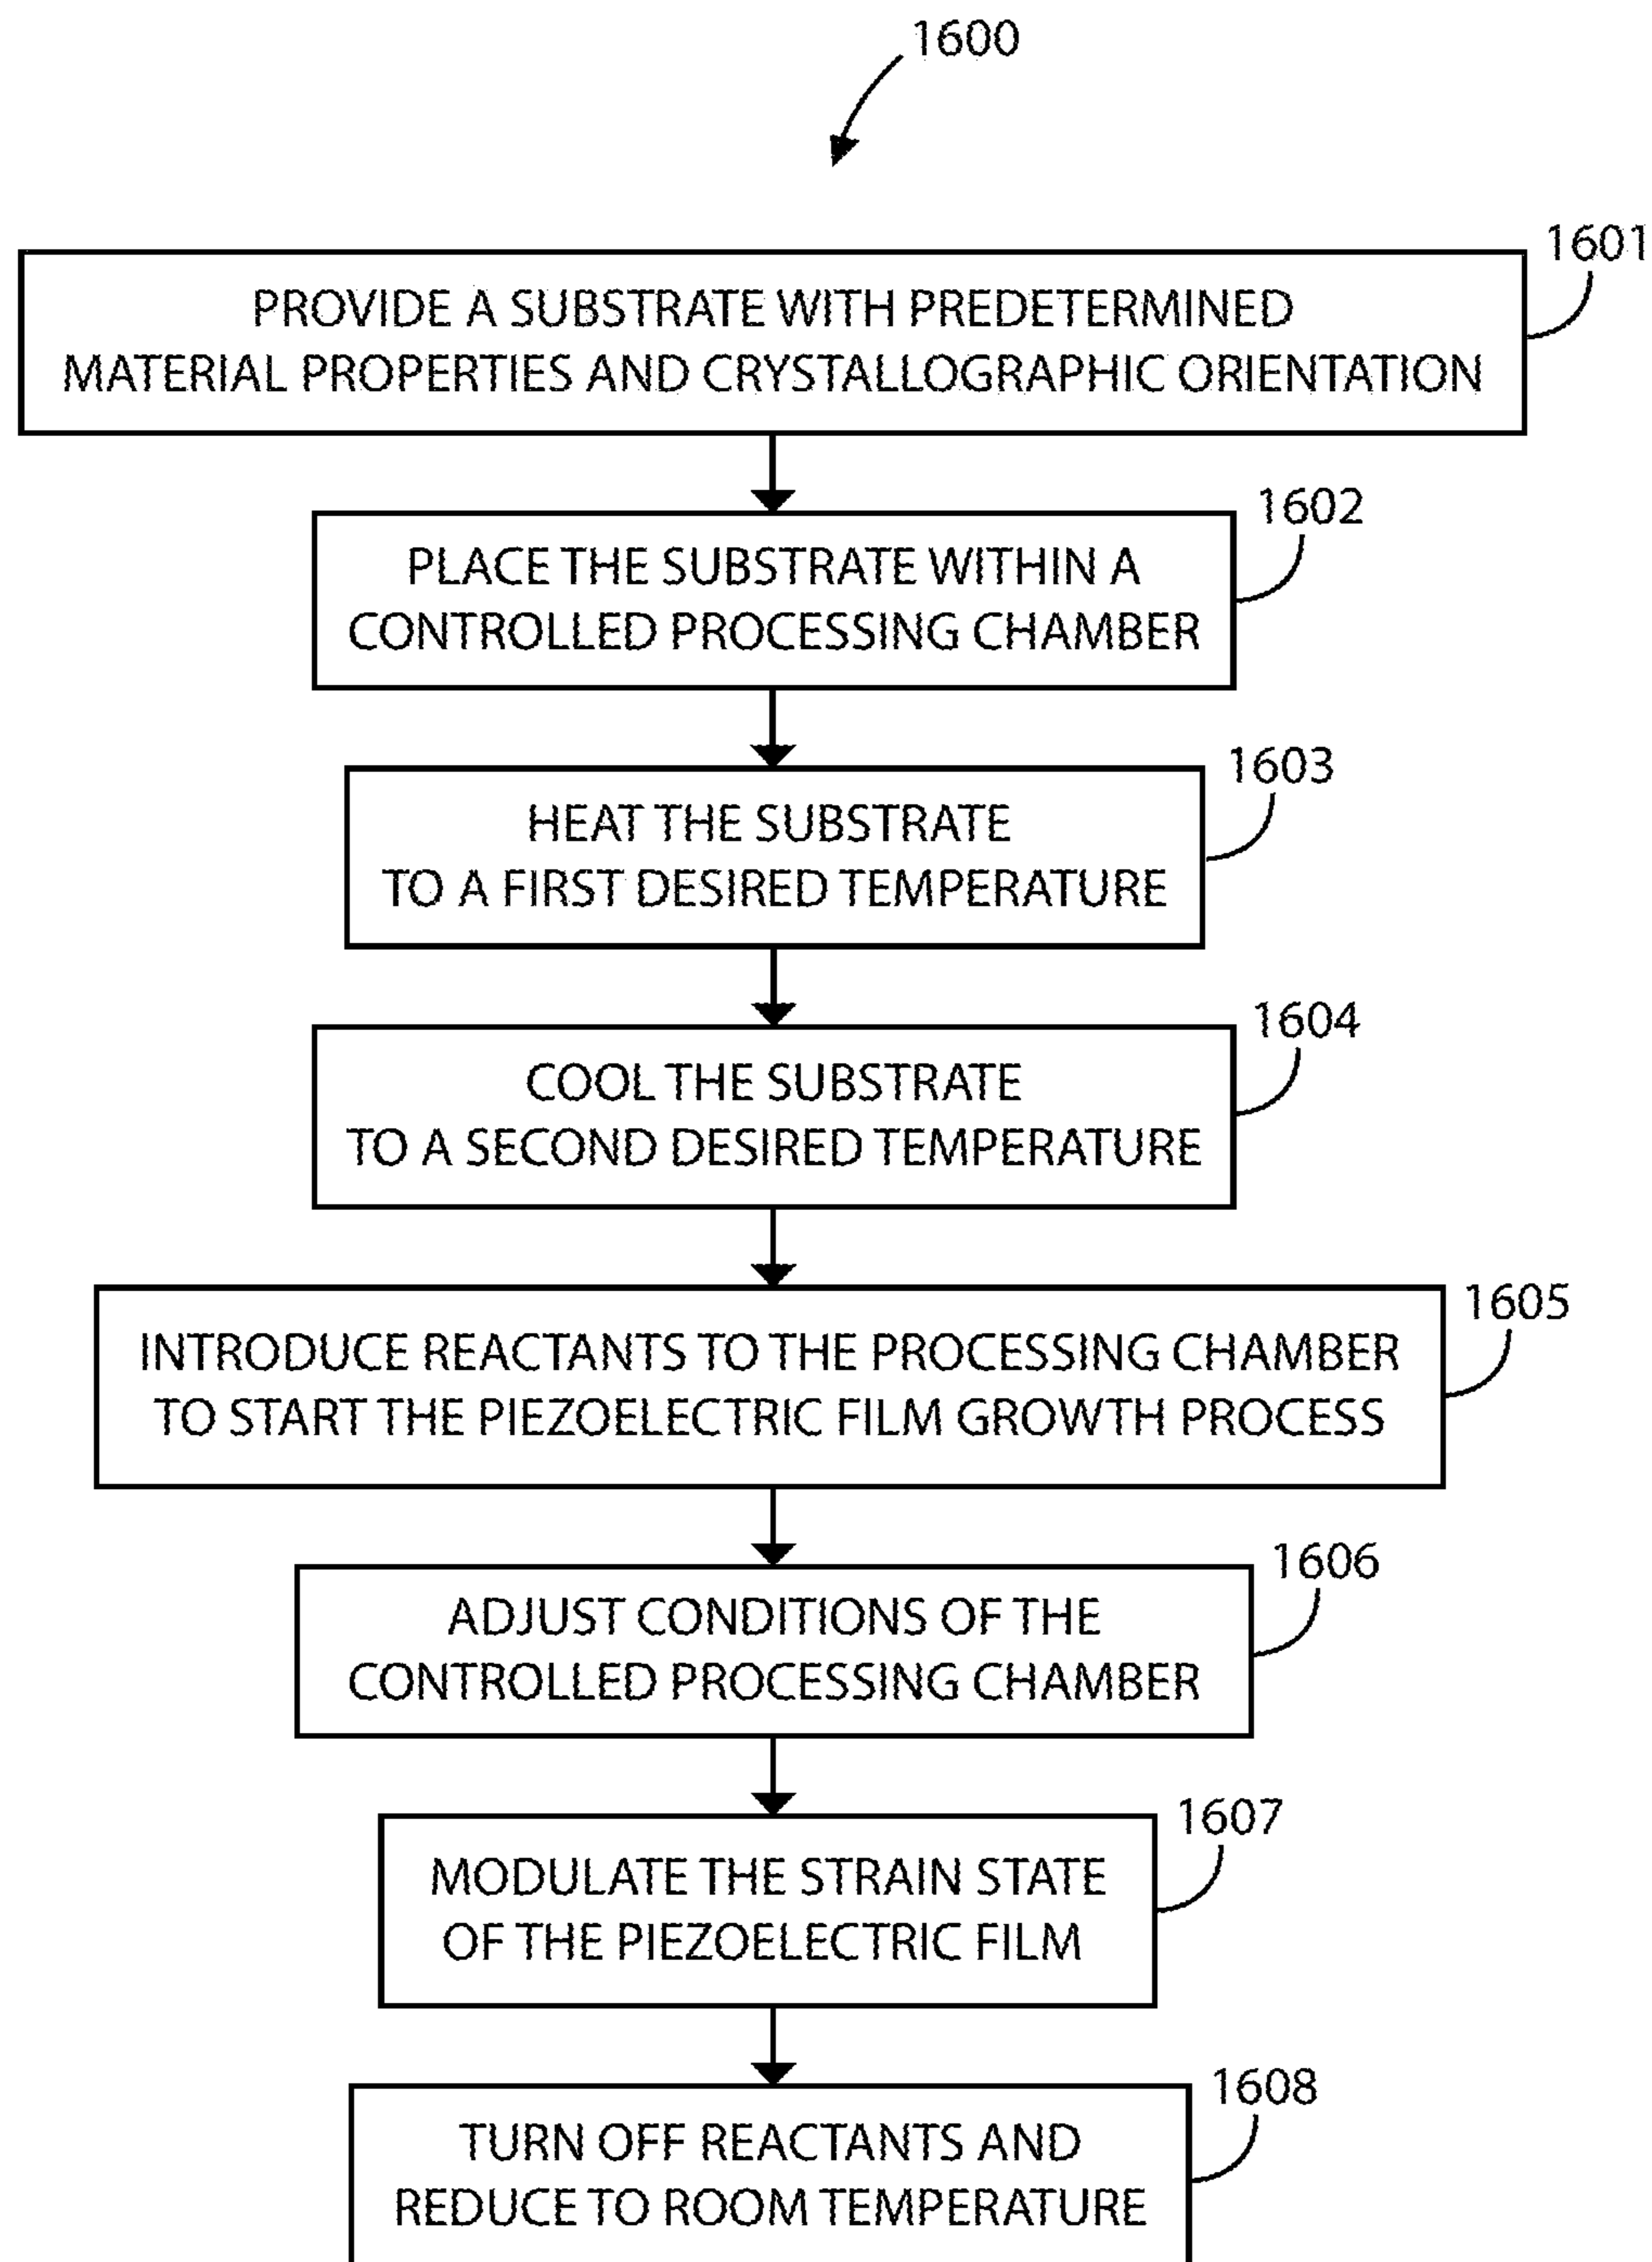 1600
1601
PROVIDE A SUBSTRATE WITH PREDETERMINED
MATERIAL PROPERTIES AND CRYSTALLOGRAPHIC ORIENTATION
1602
PLACE THE SUBSTRATE WITHIN A
CONTROLLED PROCESSING CHAMBER
1603
HEAT THE SUBSTRATE
TO A FIRST DESIRED TEMPERATURE
1604
COOL THE SUBSTRATE
TO A SECOND DESIRED TEMPERATURE
1605
INTRODUCE REACTANTS TO THE PROCESSING CHAMBER
TO START THE PIEZOELECTRIC FILM GROWTH PROCESS
1606
ADJUST CONDITIONS OF THE
CONTROLLED PROCESSING CHAMBER
1607
MODULATE THE STRAIN STATE
OF THE PIEZOELECTRIC FILM
1608
TURN OFF REACTANTS AND
REDUCE TO ROOM TEMPERATURE